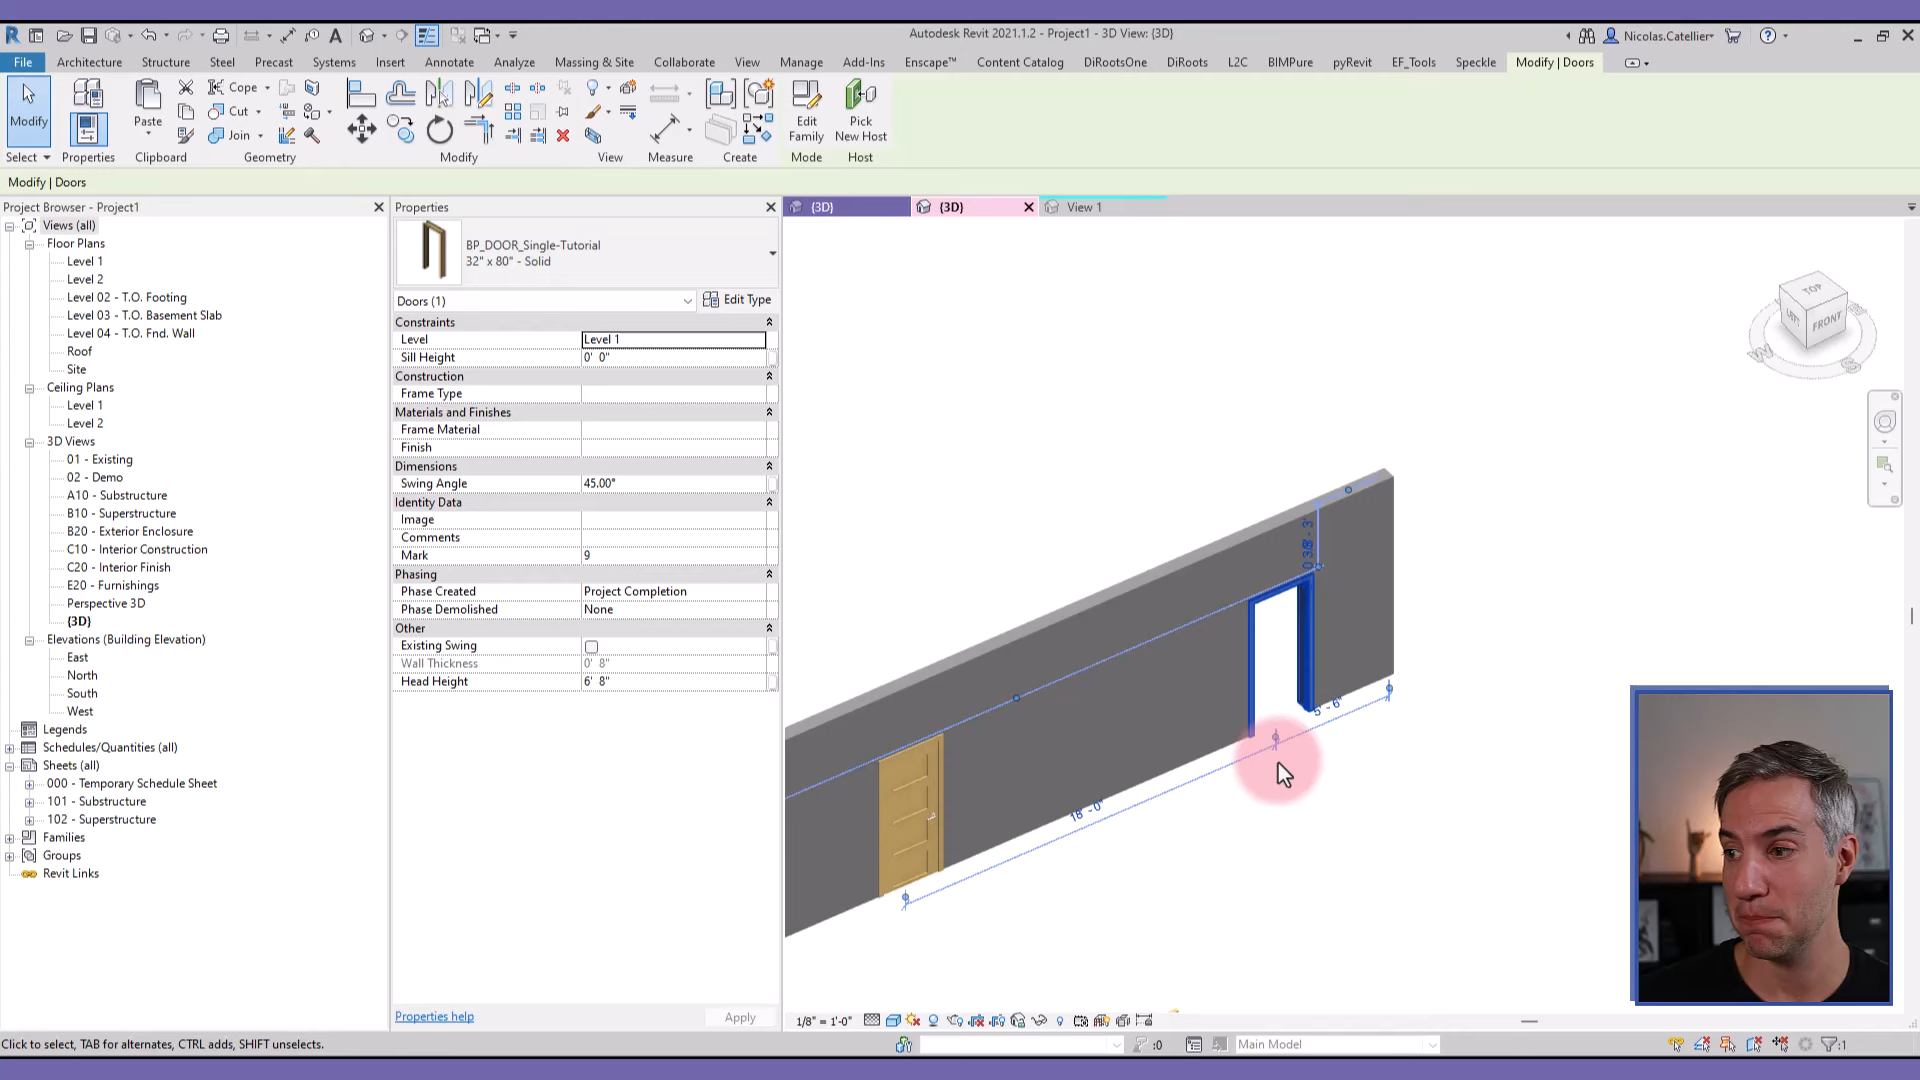 Autodesk Revit 2021.1.2 - Project1 - 3D View: {3D}
Nicolas.Catellier
File Architecture Structure Steel Precast Systems Insert Annotate Analyze Massing & Site Collaborate View Manage Add-Ins Enscape™ Content Catalog DiRootsOne DiRoots L2C BIMPure pyRevit EF_Tools Speckle Modify | Doors
Modify
Paste
Cope
Cut
Join
Edit Family
Pick New Host
Select Properties Clipboard Geometry Modify View Measure Create Mode Host
Modify | Doors
Project Browser - Project1
Views (all)
Floor Plans
Level 1
Level 2
Level 02 - T.O. Footing
Level 03 - T.O. Basement Slab
Level 04 - T.O. Fnd. Wall
Roof
Site
Ceiling Plans
Level 1
Level 2
3D Views
01 - Existing
02 - Demo
A10 - Substructure
B10 - Superstructure
B20 - Exterior Enclosure
C10 - Interior Construction
C20 - Interior Finish
E20 - Furnishings
Perspective 3D
{3D}
Elevations (Building Elevation)
East
North
South
West
Legends
Schedules/Quantities (all)
Sheets (all)
000 - Temporary Schedule Sheet
101 - Substructure
102 - Superstructure
Families
Groups
Revit Links
Properties
BP_DOOR_Single-Tutorial
32" x 80" - Solid
Doors (1) Edit Type
Constraints
Level Level 1
Sill Height 0' 0"
Construction
Frame Type
Materials and Finishes
Frame Material
Finish
Dimensions
Swing Angle 45.00°
Identity Data
Image
Comments
Mark 9
Phasing
Phase Created Project Completion
Phase Demolished None
Other
Existing Swing
Wall Thickness 0' 8"
Head Height 6' 8"
Properties help Apply
{3D} {3D} View 1
TOP
LEFT FRONT
W S
5' - 6"
18' - 0"
1/8" = 1'-0"
Click to select, TAB for alternates, CTRL adds, SHIFT unselects.
:0
Main Model
:1